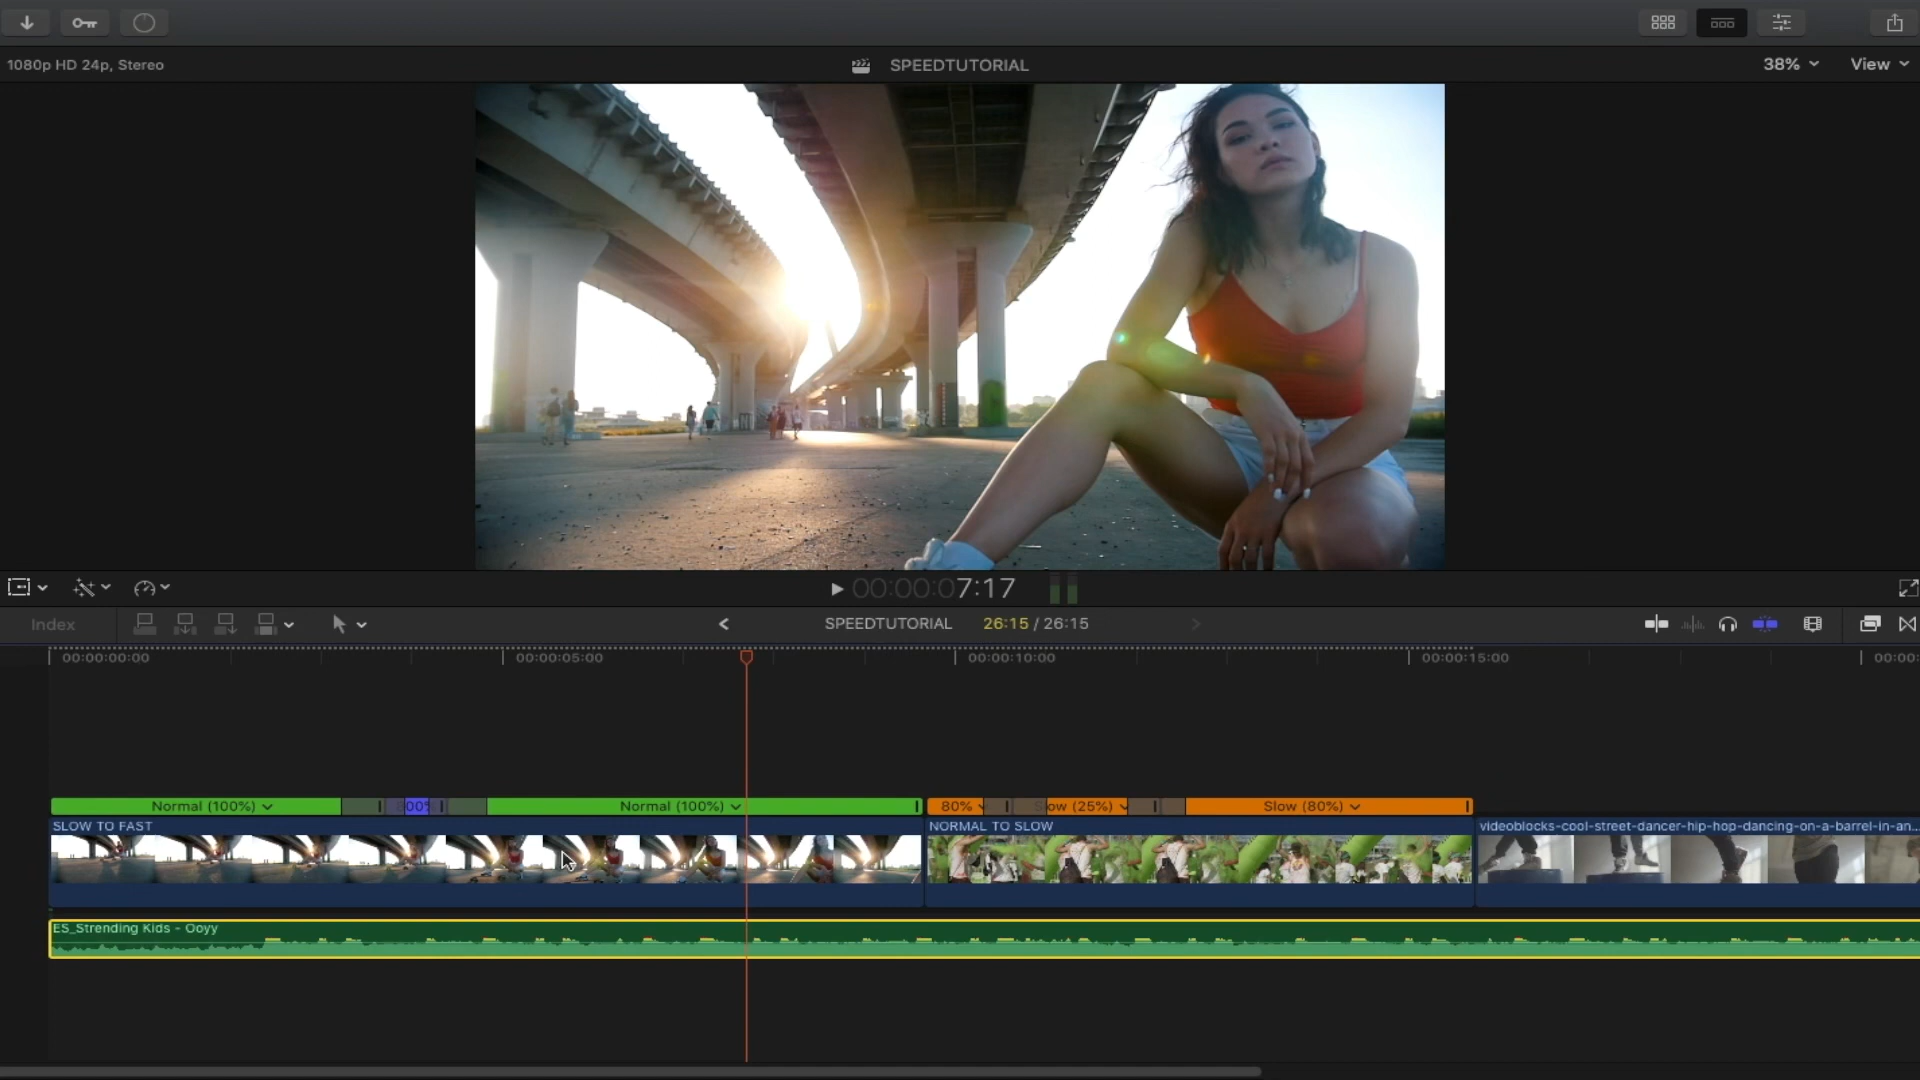 1080p HD 24p, Stereo
SPEEDTUTORIAL
38%
View
00:00:07:17
Index
SPEEDTUTORIAL
26:15 / 26:15
00:00:00:00
00:00:05:00
00:00:10:00
00:00:15:00
00:00:
Normal (100%)
00%
Normal (100%)
80%
Slow (25%)
Slow (80%)
SLOW TO FAST
NORMAL TO SLOW
videoblocks-cool-street-dancer-hip-hop-dancing-on-a-barrel-in-an...
ES_Strending Kids - Ooyy